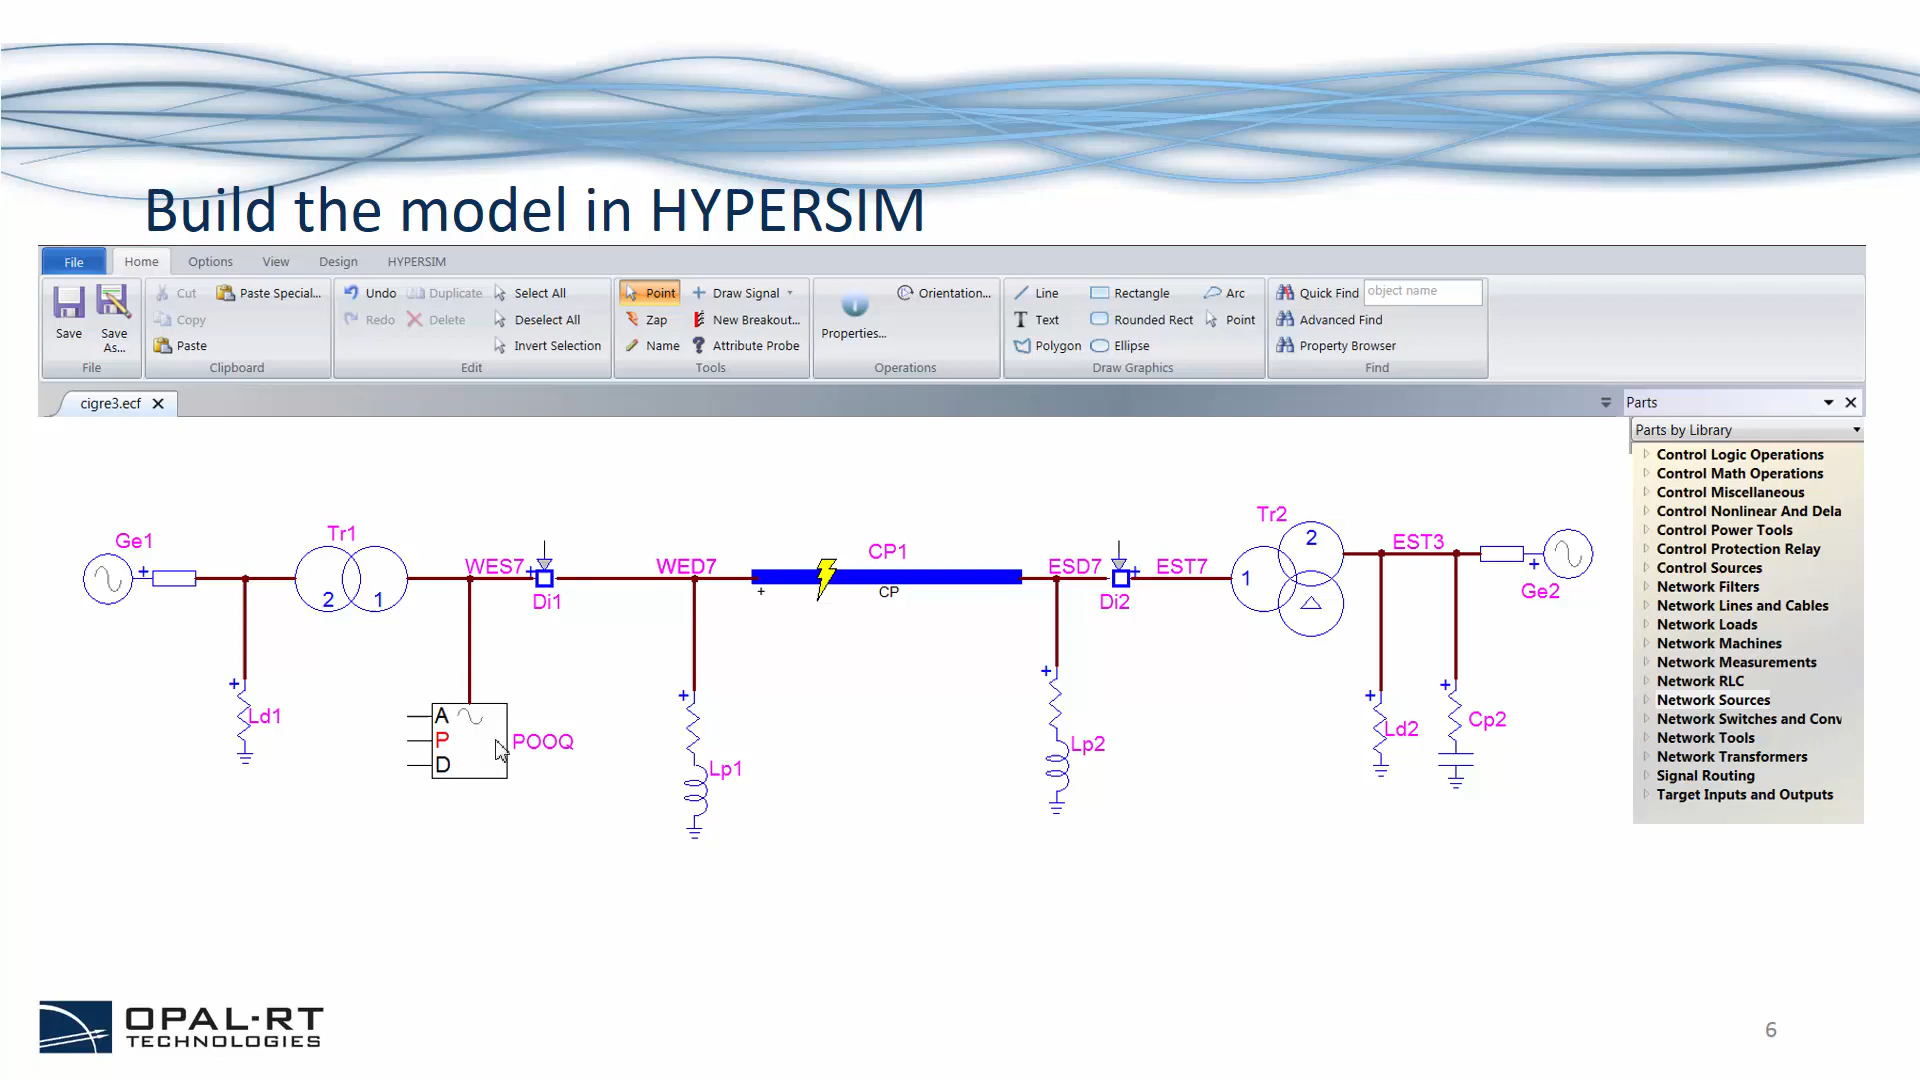 Build the model in HYPERSIM
File Home Options View Design HYPERSIM
Save
Save As...
File
Cut
Copy
Paste
Paste Special...
Clipboard
Undo Duplicate Select All
Redo Delete Deselect All
Invert Selection
Edit
Point Draw Signal
Zap New Breakout...
Name Attribute Probe
Tools
Properties...
Orientation...
Operations
Line Rectangle Arc
Text Rounded Rect Point
Polygon Ellipse
Draw Graphics
Quick Find object name
Advanced Find
Property Browser
Find
cigre3.ecf
Parts
Parts by Library
Control Logic Operations
Control Math Operations
Control Miscellaneous
Control Nonlinear And Dela
Control Power Tools
Control Protection Relay
Control Sources
Network Filters
Network Lines and Cables
Network Loads
Network Machines
Network Measurements
Network RLC
Network Sources
Network Switches and Conv
Network Tools
Network Transformers
Signal Routing
Target Inputs and Outputs
Ge1
+
Tr1
2 1
WES7
+
Di1
WED7
CP1
+
CP
ESD7
+
Di2
EST7
Tr2
1
2
EST3
+
Ge2
+
Ld1
A
P
D
POOQ
+
Lp1
+
Lp2
+
Ld2
+
Cp2
OPAL-RT
TECHNOLOGIES
6